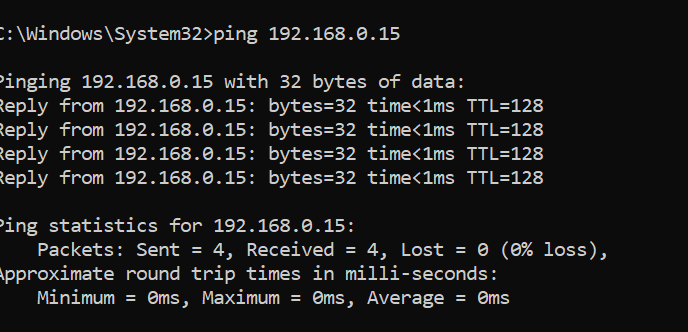 C:\Windows\System32>ping 192.168.0.15
Pinging 192.168.0.15 with 32 bytes of data:
Reply from 192.168.0.15: bytes=32 time<1ms TTL=128
Reply from 192.168.0.15: bytes=32 time<1ms TTL=128
Reply from 192.168.0.15: bytes=32 time<1ms TTL=128
Reply from 192.168.0.15: bytes=32 time<1ms TTL=128
Ping statistics for 192.168.0.15:
Packets: Sent = 4, Received = 4, Lost = 0 (0% loss),
Approximate round trip times in milli-seconds:
Minimum = 0ms, Maximum = 0ms, Average = 0ms